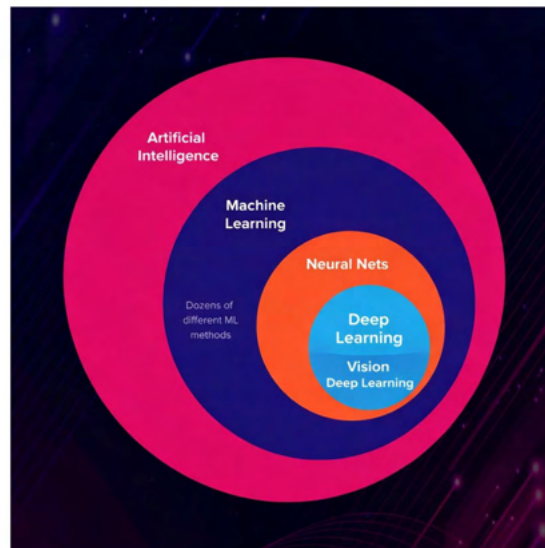 Artificial
Intelligence
Machine
Learning
Neural Nets
Dozens of
different ML
methods
Deep
Learning
Vision
Deep Learning